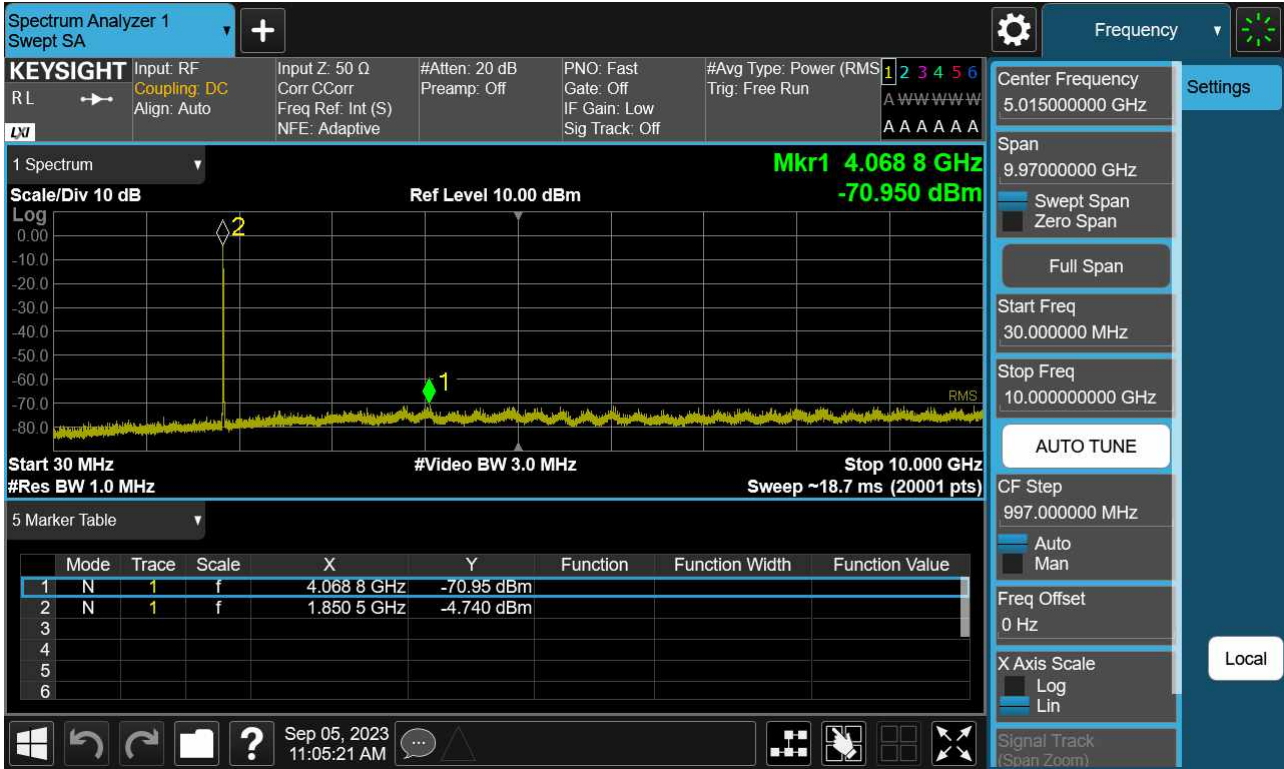 Spectrum Analyzer 1
Swept SA
Frequency
KEYSIGHT
R L
LXI
Input: RF
Coupling: DC
Align: Auto
Input Z: 50 Ω
Corr CCorr
Freq Ref: Int (S)
NFE: Adaptive
#Atten: 20 dB
Preamp: Off
PNO: Fast
Gate: Off
IF Gain: Low
Sig Track: Off
#Avg Type: Power (RMS
Trig: Free Run
1 2 3 4 5 6
A W W W W W
A A A A A A
1 Spectrum
Scale/Div 10 dB
Ref Level 10.00 dBm
Mkr1 4.068 8 GHz
-70.950 dBm
Log
0.00
-10.0
-20.0
-30.0
-40.0
-50.0
-60.0
-70.0
-80.0
2
1
RMS
Start 30 MHz
#Video BW 3.0 MHz
Stop 10.000 GHz
#Res BW 1.0 MHz
Sweep ~18.7 ms (20001 pts)
5 Marker Table
Mode Trace Scale X Y Function Function Width Function Value
1 N 1 f 4.068 8 GHz -70.95 dBm
2 N 1 f 1.850 5 GHz -4.740 dBm
3
4
5
6
Sep 05, 2023
11:05:21 AM
Center Frequency
5.015000000 GHz
Span
9.97000000 GHz
Swept Span
Zero Span
Full Span
Start Freq
30.000000 MHz
Stop Freq
10.000000000 GHz
AUTO TUNE
CF Step
997.000000 MHz
Auto
Man
Freq Offset
0 Hz
X Axis Scale
Log
Lin
Signal Track
(Span Zoom)
Settings
Local